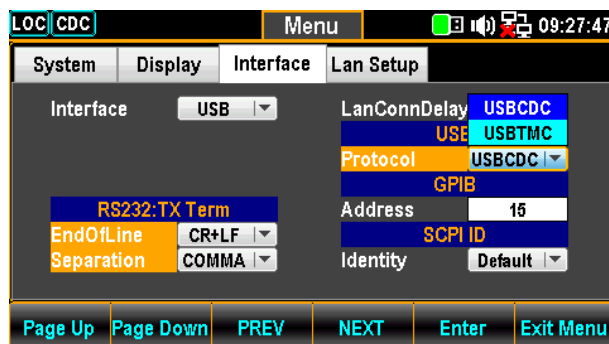 LOC CDC Menu 09:27:47
System Display Interface Lan Setup
Interface USB
LanConnDelay USBCDC
USB USBTMC
Protocol USBCDC
GPIB
RS232:TX Term
Address 15
EndOfLine CR+LF
SCPI ID
Separation COMMA
Identity Default
Page Up Page Down PREV NEXT Enter Exit Menu